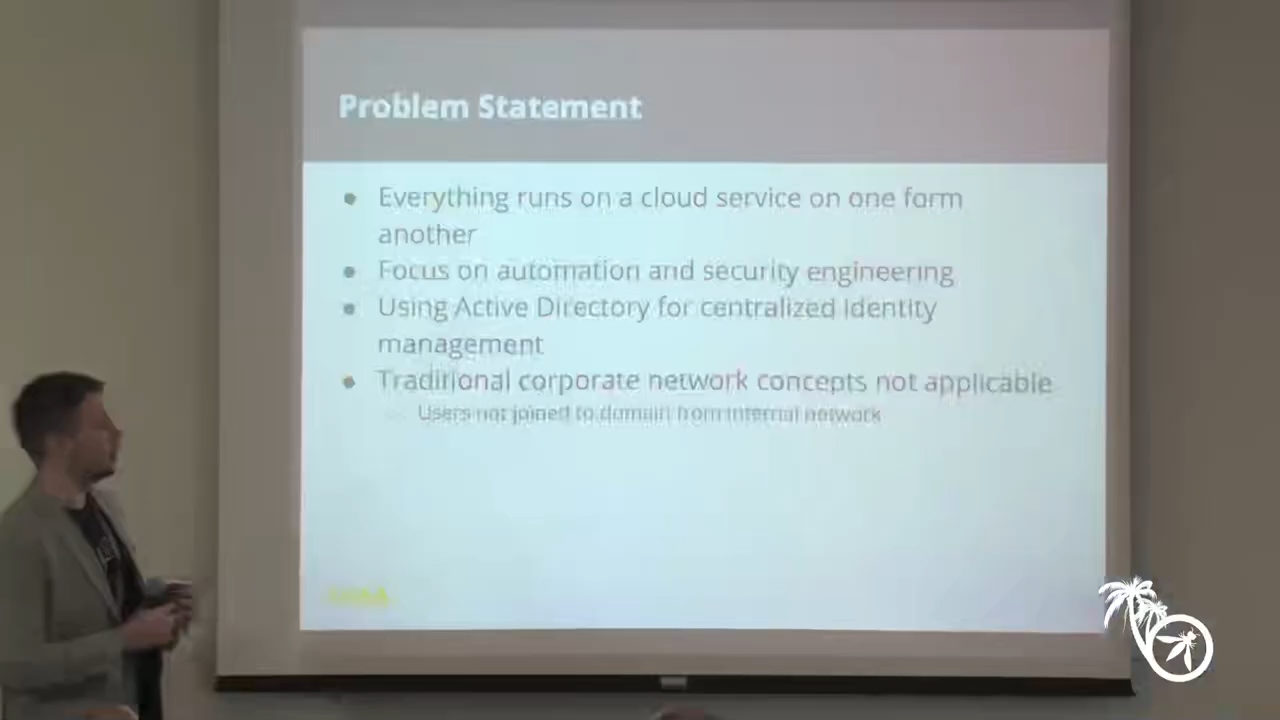 Problem Statement
Everything runs on a cloud service on one form
another
Focus on automation and security engineering
Using Active Directory for centralized identity
management
Traditional corporate network concepts not applicable
Users not joined to domain from internal network